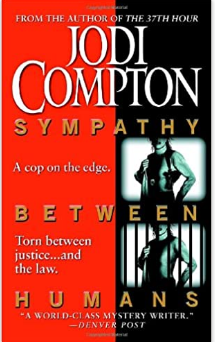 FROM THE AUTHOR OF THE 37TH HOUR
JODI
COMPTON
SYMPATHY
A cop on the edge.
BETWEEN
Torn between
justice...and
the law.
HUMANS
"A WORLD-CLASS MYSTERY WRITER."
—DENVER POST